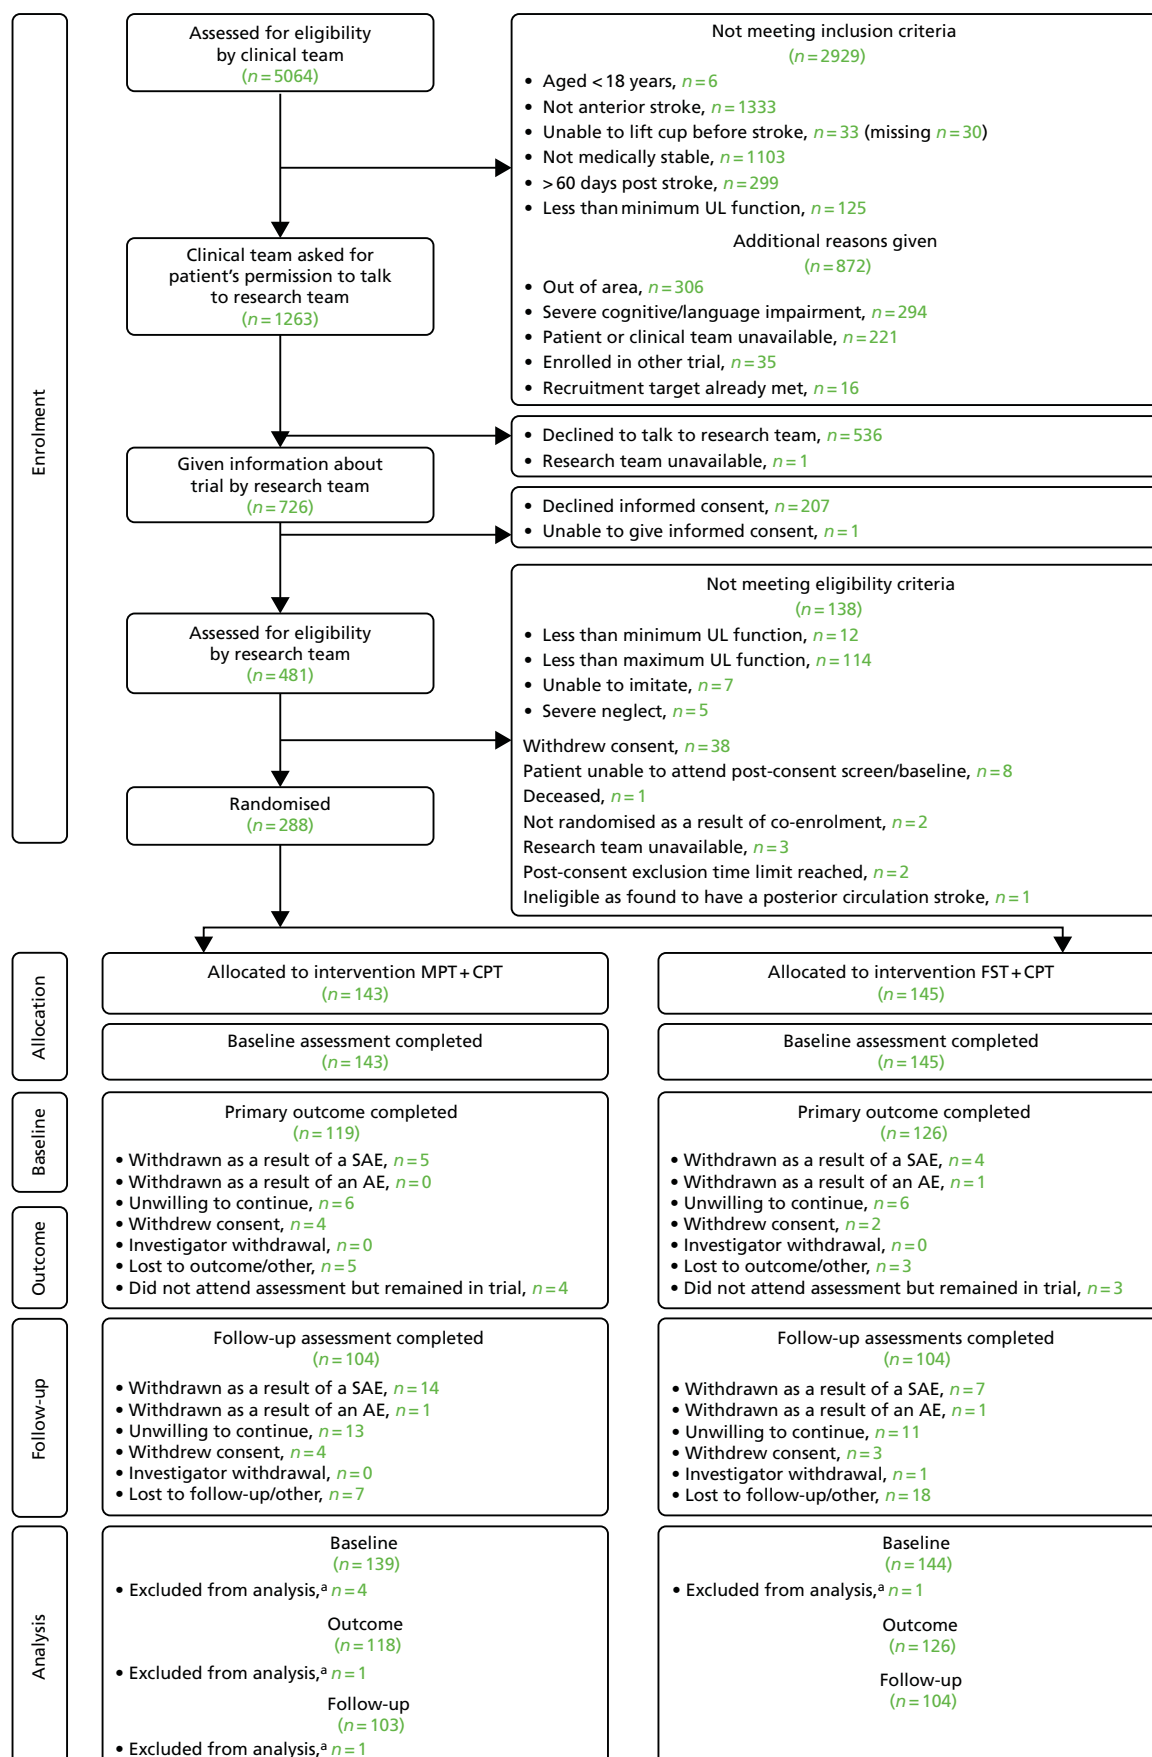 Enrolment
Assessed for eligibility
by clinical team
(n=5064)
Not meeting inclusion criteria
(n=2929)
• Aged <18 years, n=6
• Not anterior stroke, n=1333
• Unable to lift cup before stroke, n=33 (missing n=30)
• Not medically stable, n=1103
• >60 days post stroke, n=299
• Less than minimum UL function, n=125
Additional reasons given
(n=872)
• Out of area, n=306
• Severe cognitive/language impairment, n=294
• Patient or clinical team unavailable, n=221
• Enrolled in other trial, n=35
• Recruitment target already met, n=16
Clinical team asked for
patient's permission to talk
to research team
(n=1263)
• Declined to talk to research team, n=536
• Research team unavailable, n=1
Given information about
trial by research team
(n=726)
• Declined informed consent, n=207
• Unable to give informed consent, n=1
Assessed for eligibility
by research team
(n=481)
Not meeting eligibility criteria
(n=138)
• Less than minimum UL function, n=12
• Less than maximum UL function, n=114
• Unable to imitate, n=7
• Severe neglect, n=5
Withdrew consent, n=38
Patient unable to attend post-consent screen/baseline, n=8
Deceased, n=1
Not randomised as a result of co-enrolment, n=2
Research team unavailable, n=3
Post-consent exclusion time limit reached, n=2
Ineligible as found to have a posterior circulation stroke, n=1
Randomised
(n=288)
Allocation
Allocated to intervention MPT+CPT
(n=143)
Allocated to intervention FST+CPT
(n=145)
Baseline assessment completed
(n=143)
Baseline assessment completed
(n=145)
Baseline
Outcome
Primary outcome completed
(n=119)
• Withdrawn as a result of a SAE, n=5
• Withdrawn as a result of an AE, n=0
• Unwilling to continue, n=6
• Withdrew consent, n=4
• Investigator withdrawal, n=0
• Lost to outcome/other, n=5
• Did not attend assessment but remained in trial, n=4
Primary outcome completed
(n=126)
• Withdrawn as a result of a SAE, n=4
• Withdrawn as a result of an AE, n=1
• Unwilling to continue, n=6
• Withdrew consent, n=2
• Investigator withdrawal, n=0
• Lost to outcome/other, n=3
• Did not attend assessment but remained in trial, n=3
Follow-up
Follow-up assessment completed
(n=104)
• Withdrawn as a result of a SAE, n=14
• Withdrawn as a result of an AE, n=1
• Unwilling to continue, n=13
• Withdrew consent, n=4
• Investigator withdrawal, n=0
• Lost to follow-up/other, n=7
Follow-up assessments completed
(n=104)
• Withdrawn as a result of a SAE, n=7
• Withdrawn as a result of an AE, n=1
• Unwilling to continue, n=11
• Withdrew consent, n=3
• Investigator withdrawal, n=1
• Lost to follow-up/other, n=18
Analysis
Baseline
(n=139)
• Excluded from analysis,ª n=4
Outcome
(n=118)
• Excluded from analysis,ª n=1
Follow-up
(n=103)
• Excluded from analysis,ª n=1
Baseline
(n=144)
• Excluded from analysis,ª n=1
Outcome
(n=126)
Follow-up
(n=104)